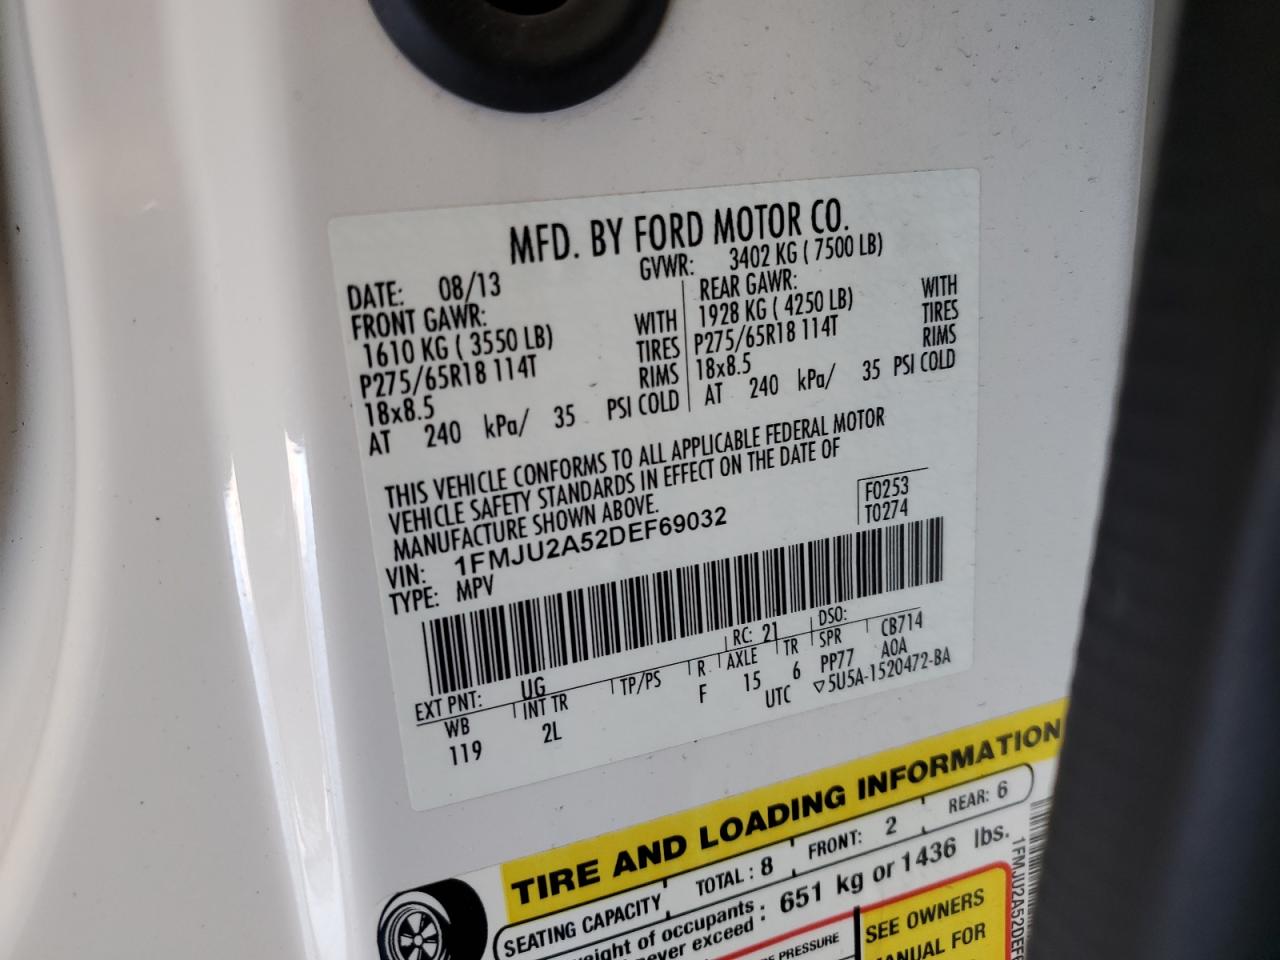 MFD. BY FORD MOTOR CO.
DATE: 08/13 GVWR: 3402 KG ( 7500 LB)
FRONT GAWR: REAR GAWR:
1610 KG ( 3550 LB) WITH 1928 KG ( 4250 LB) WITH
P275/65R18 114T TIRES P275/65R18 114T TIRES
18x8.5 RIMS 18x8.5 RIMS
AT 240 kPa/ 35 PSI COLD AT 240 kPa/ 35 PSI COLD
THIS VEHICLE CONFORMS TO ALL APPLICABLE FEDERAL MOTOR
VEHICLE SAFETY STANDARDS IN EFFECT ON THE DATE OF
MANUFACTURE SHOWN ABOVE.
F0253
T0274
VIN: 1FMJU2A52DEF69032
TYPE: MPV
EXT PNT: UG RC: 21 DSO:
WB INT TR TP/PS R AXLE TR SPR CB714
119 2L F 15 6 PP77 AOA
UTC ▽5U5A-1520472-BA
TIRE AND LOADING INFORMATION
SEATING CAPACITY TOTAL : 8 FRONT: 2 REAR: 6
of occupants : 651 kg or 1436 lbs.
never exceed :
PRESSURE
SEE OWNERS
FOR